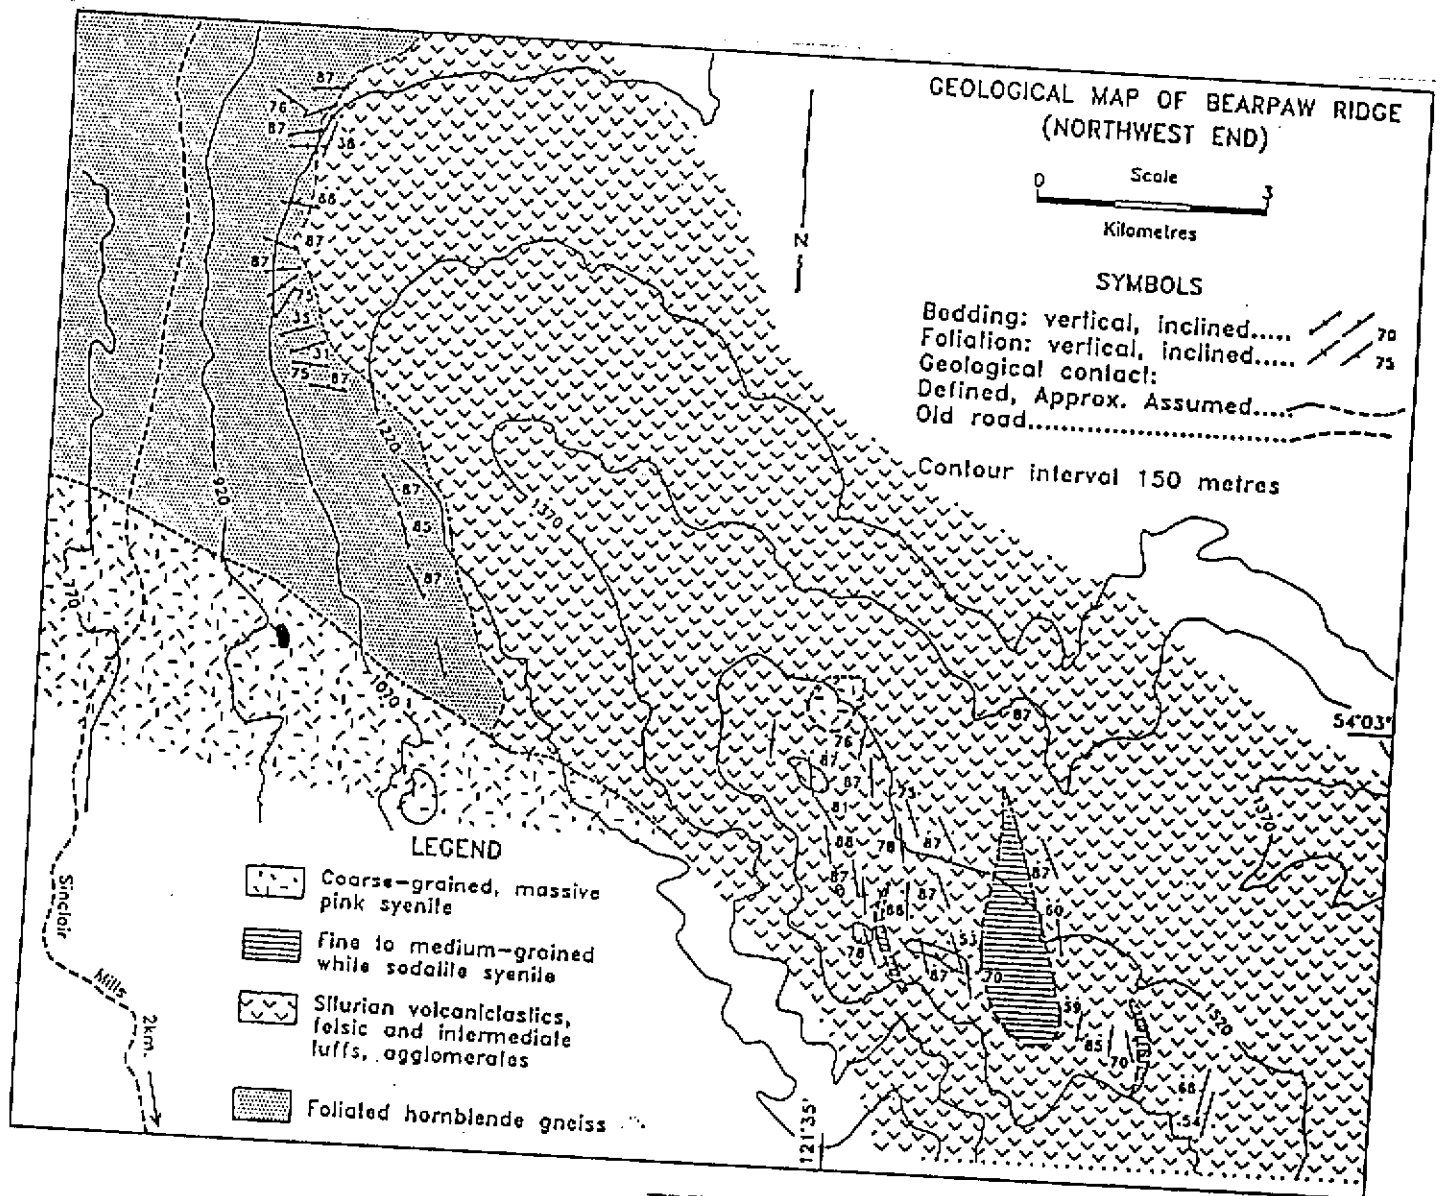 GEOLOGICAL MAP OF BEARPAW RIDGE
(NORTHWEST END)
Scale
0 3
Kilometres
N
SYMBOLS
Bedding: vertical, inclined..... 70
Foliation: vertical, inclined..... 75
Geological contact:
Defined, Approx. Assumed....
Old road...........................
Contour interval 150 metres
87
76
87
38
88
87
87
75
35
31
75 87
1220
87
85
87
920
770
1070
1370
87
54°03'
76
87
87
75
81
88
78
87
87
87
88
87
60
53
78
87
70
59
85
70
68
54
1370
1520
121°35'
Sinclair
Mills
2km.
LEGEND
Coarse-grained, massive
pink syenite
Fine to medium-grained
white sodalite syenite
Silurian volcaniclastics,
felsic and intermediate
tuffs, agglomerates
Foliated hornblende gneiss